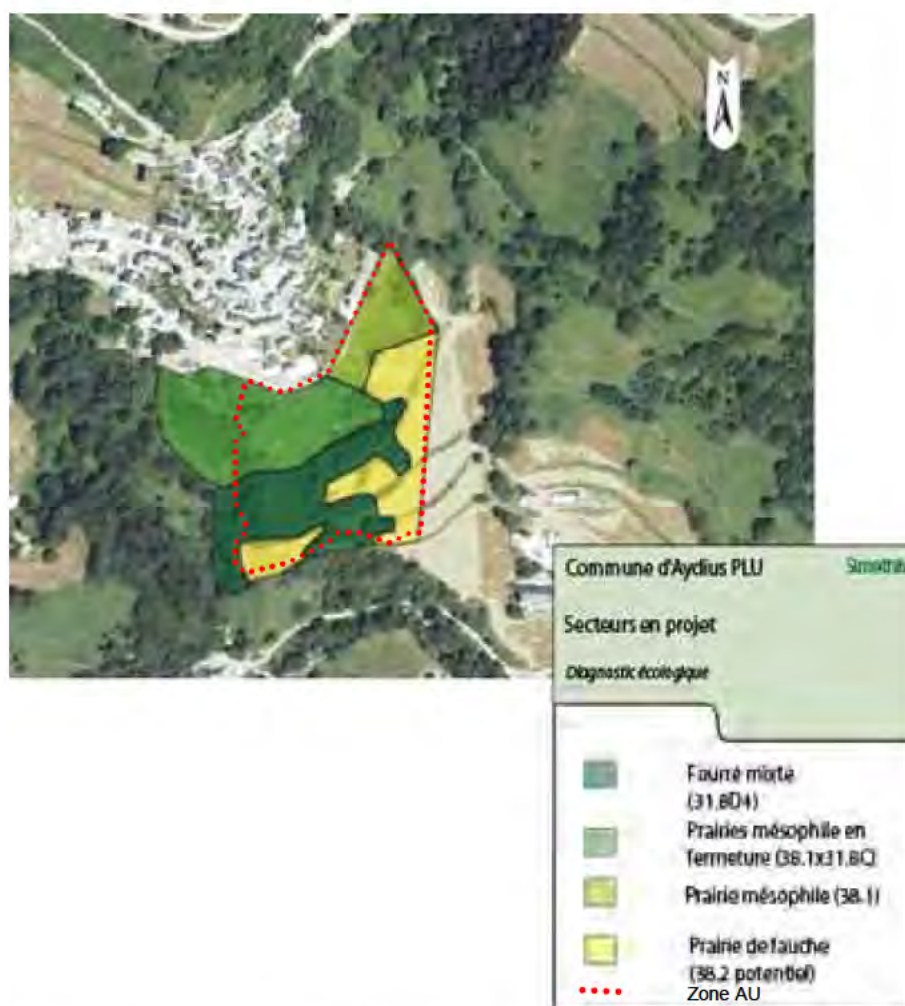 N
Commune d'Aydius PLU
Secteurs en projet
Diagnostic écologique
Fourré mixte
(31.8D4)
Prairies mésophile en
fermeture (38.1x31.8C)
Prairie mésophile (38.1)
Prairie de fauche
(38.2 potentiel)
Zone AU